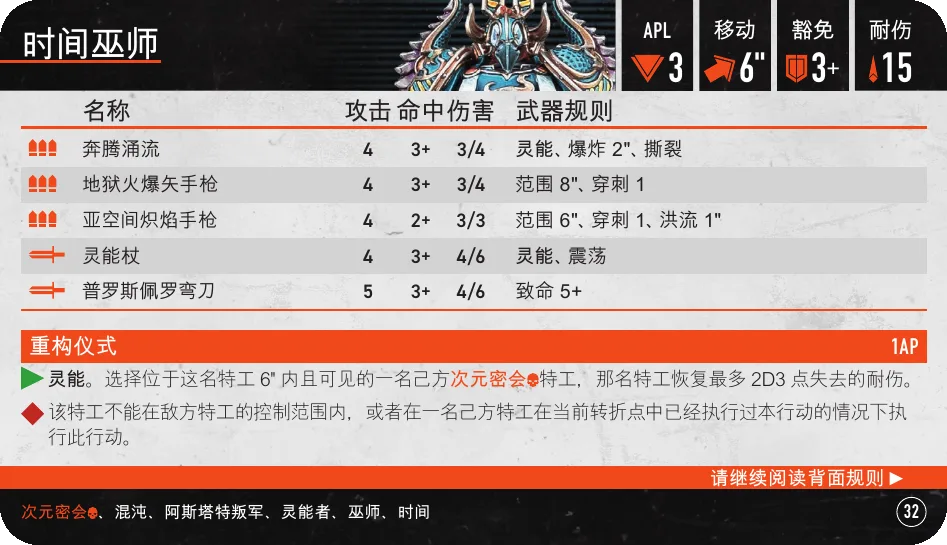 时间巫师
APL 移动 豁免 耐伤
3 6" 3+ 15
名称 攻击 命中 伤害 武器规则
奔腾涌流 4 3+ 3/4 灵能、爆炸 2"、撕裂
地狱火爆矢手枪 4 3+ 3/4 范围 8"、穿刺 1
亚空间炽焰手枪 4 2+ 3/3 范围 6"、穿刺 1、洪流 1"
灵能杖 4 3+ 4/6 灵能、震荡
普罗斯佩罗弯刀 5 3+ 4/6 致命 5+
重构仪式 1AP
灵能。选择位于这名特工 6" 内且可见的一名己方次元密会特工，那名特工恢复最多 2D3 点失去的耐伤。
该特工不能在敌方特工的控制范围内，或者在一名己方特工在当前转折点中已经执行过本行动的情况下执
行此行动。
请继续阅读背面规则
次元密会、混沌、阿斯塔特叛军、灵能者、巫师、时间 32